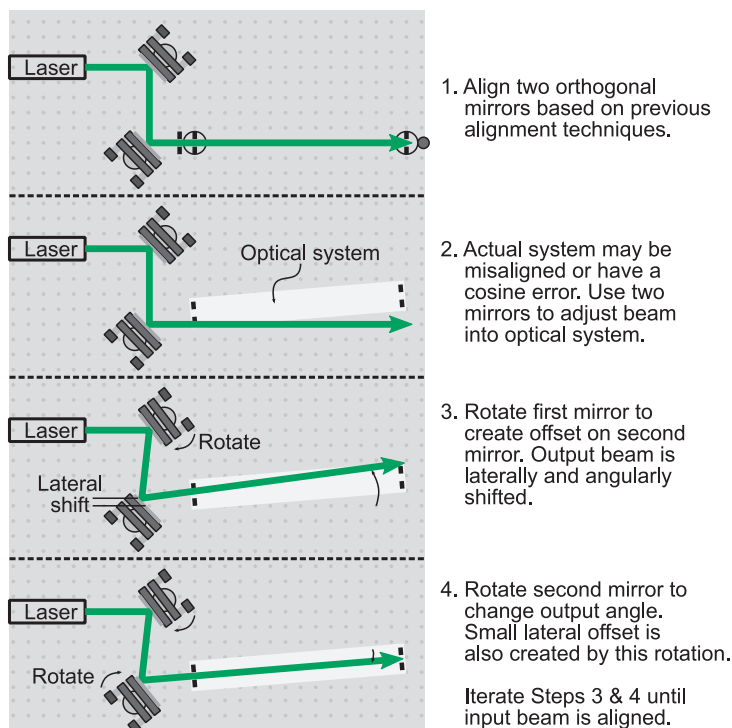 Laser
1. Align two orthogonal
mirrors based on previous
alignment techniques.
Laser
Optical system
2. Actual system may be
misaligned or have a
cosine error. Use two
mirrors to adjust beam
into optical system.
Laser
Rotate
Lateral
shift
3. Rotate first mirror to
create offset on second
mirror. Output beam is
laterally and angularly
shifted.
Laser
Rotate
4. Rotate second mirror to
change output angle.
Small lateral offset is
also created by this rotation.
Iterate Steps 3 & 4 until
input beam is aligned.